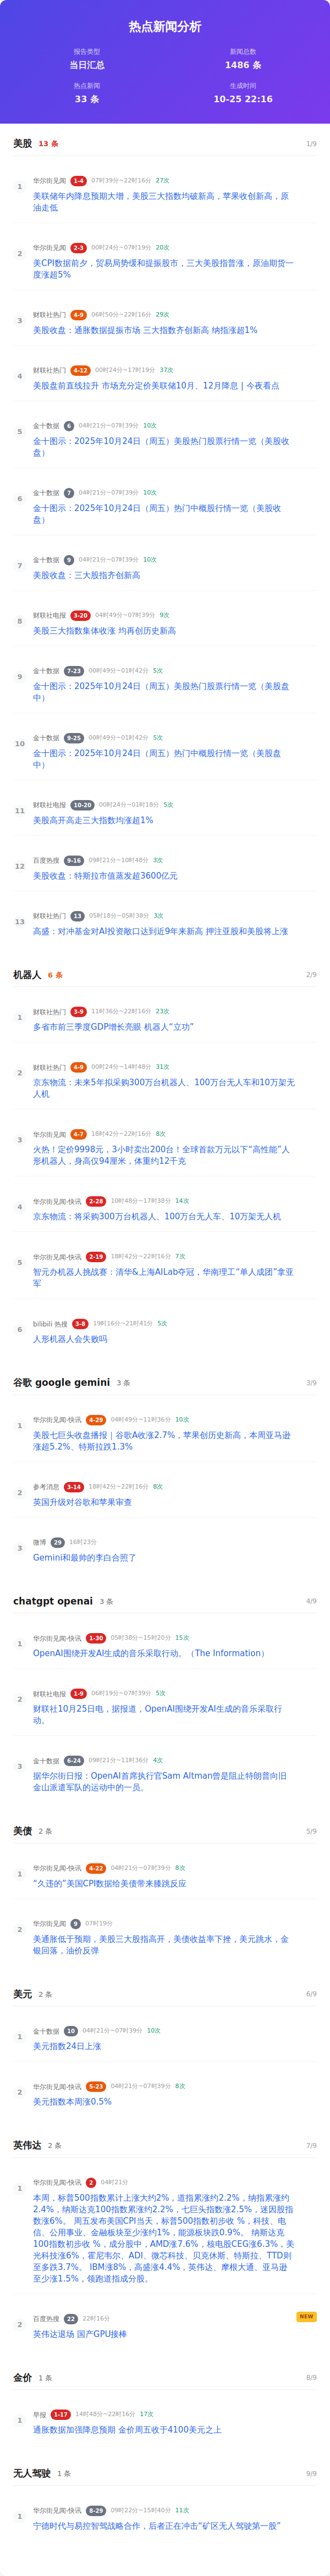 热点新闻分析
报告类型
当日汇总
新闻总数
1486 条
热点新闻
33 条
生成时间
10-25 22:16
美股 13 条 1/9
1
华尔街见闻 1-4 07时39分~22时16分 27次
美联储年内降息预期大增，美股三大指数均破新高，苹果收创新高，原
油走低
2
华尔街见闻 2-3 00时24分~07时19分 20次
美CPI数据前夕，贸易局势缓和提振股市，三大美股指普涨，原油期货一
度涨超5%
3
财联社热门 4-9 06时50分~22时16分 29次
美股收盘：通胀数据提振市场 三大指数齐创新高 纳指涨超1%
4
财联社热门 4-12 00时24分~17时19分 37次
美股盘前直线拉升 市场充分定价美联储10月、12月降息 | 今夜看点
5
金十数据 6 04时21分~07时39分 10次
金十图示：2025年10月24日（周五）美股热门股票行情一览（美股收
盘）
6
金十数据 7 04时21分~07时39分 10次
金十图示：2025年10月24日（周五）热门中概股行情一览（美股收
盘）
7
金十数据 9 04时21分~07时39分 10次
美股收盘：三大股指齐创新高
8
财联社电报 3-20 04时49分~07时39分 9次
美股三大指数集体收涨 均再创历史新高
9
金十数据 7-23 00时49分~01时42分 5次
金十图示：2025年10月24日（周五）美股热门股票行情一览（美股盘
中）
10
金十数据 9-25 00时49分~01时42分 5次
金十图示：2025年10月24日（周五）热门中概股行情一览（美股盘
中）
11
财联社电报 10-20 00时24分~01时18分 5次
美股高开高走三大指数均涨超1%
12
百度热搜 9-16 09时21分~10时48分 3次
美股收盘：特斯拉市值蒸发超3600亿元
13
财联社热门 13 05时18分~05时38分 3次
高盛：对冲基金对AI投资敞口达到近9年来新高 押注亚股和美股将上涨
机器人 6 条 2/9
1
财联社热门 3-9 11时36分~22时16分 23次
多省市前三季度GDP增长亮眼 机器人“立功”
2
财联社热门 4-9 00时24分~14时48分 31次
京东物流：未来5年拟采购300万台机器人、100万台无人车和10万架无
人机
3
华尔街见闻 4-7 18时42分~22时16分 8次
火热！定价9998元，3小时卖出200台！全球首款万元以下“高性能”人
形机器人，身高仅94厘米，体重约12千克
4
华尔街见闻-快讯 2-28 10时48分~17时38分 14次
京东物流：将采购300万台机器人、100万台无人车、10万架无人机
5
华尔街见闻-快讯 2-19 18时42分~22时16分 7次
智元办机器人挑战赛：清华&上海AILab夺冠，华南理工“单人成团”拿亚
军
6
bilibili 热搜 3-8 19时16分~21时41分 5次
人形机器人会失败吗
谷歌 google gemini 3 条 3/9
1
华尔街见闻-快讯 4-29 04时49分~11时36分 10次
美股七巨头收盘播报｜谷歌A收涨2.7%，苹果创历史新高，本周亚马逊
涨超5.2%、特斯拉跌1.3%
2
参考消息 3-14 18时42分~22时16分 8次
英国升级对谷歌和苹果审查
3
微博 29 16时23分
Gemini和最帅的李白合照了
chatgpt openai 3 条 4/9
1
华尔街见闻-快讯 1-30 05时38分~15时20分 15次
OpenAI围绕开发AI生成的音乐采取行动。（The Information）
2
财联社电报 1-9 06时19分~07时39分 5次
财联社10月25日电，据报道，OpenAI围绕开发AI生成的音乐采取行
动。
3
金十数据 6-24 09时21分~11时36分 4次
据华尔街日报：OpenAI首席执行官Sam Altman曾是阻止特朗普向旧
金山派遣军队的运动中的一员。
美债 2 条 5/9
1
华尔街见闻-快讯 4-22 04时21分~07时39分 8次
“久违的”美国CPI数据给美债带来膝跳反应
2
华尔街见闻 9 07时19分
美通胀低于预期，美股三大股指高开，美债收益率下挫，美元跳水，金
银回落，油价反弹
美元 2 条 6/9
1
金十数据 10 04时21分~07时39分 10次
美元指数24日上涨
2
华尔街见闻-快讯 5-23 04时21分~07时39分 8次
美元指数本周涨0.5%
英伟达 2 条 7/9
1
华尔街见闻-快讯 2 04时21分
本周，标普500指数累计上涨大约2%，道指累涨约2.2%，纳指累涨约
2.4%，纳斯达克100指数累涨约2.2%，七巨头指数涨2.5%，迷因股指
数涨6%。 周五发布美国CPI当天，标普500指数初步收 %，科技、电
信、公用事业、金融板块至少涨约1%，能源板块跌0.9%。 纳斯达克
100指数初步收 %，成分股中，AMD涨7.6%，核电股CEG涨6.3%，美
光科技涨6%，霍尼韦尔、ADI、微芯科技、贝克休斯、特斯拉、TTD则
至多跌3.7%。 IBM涨8%，高盛涨4.4%，英伟达、摩根大通、亚马逊
至少涨1.5%，领跑道指成分股。
2
百度热搜 22 22时16分 NEW
英伟达退场 国产GPU接棒
金价 1 条 8/9
1
早报 1-17 14时48分~22时16分 17次
通胀数据加强降息预期 金价周五收于4100美元之上
无人驾驶 1 条 9/9
1
华尔街见闻-快讯 8-29 09时22分~15时40分 11次
宁德时代与易控智驾战略合作，后者正在冲击“矿区无人驾驶第一股”